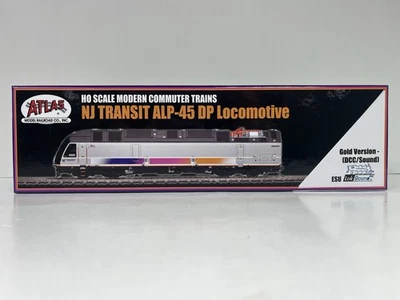 ATLAS
MODEL RAILROAD CO., INC.
HO SCALE MODERN COMMUTER TRAINS
NJ TRANSIT ALP-45 DP Locomotive
Gold Version -
(DCC/Sound)
ESU LokSound